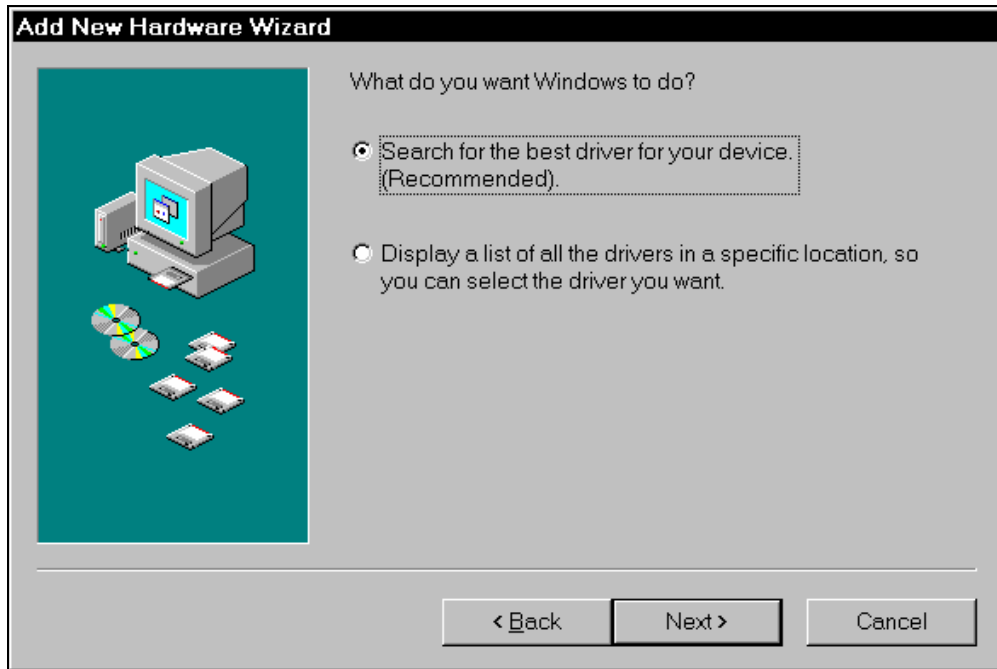 Add New Hardware Wizard
What do you want Windows to do?
Search for the best driver for your device.
(Recommended).
Display a list of all the drivers in a specific location, so
you can select the driver you want.
< Back
Next >
Cancel